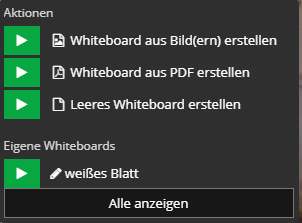 Aktionen
Whiteboard aus Bild(ern) erstellen
Whiteboard aus PDF erstellen
Leeres Whiteboard erstellen
Eigene Whiteboards
weißes Blatt
Alle anzeigen